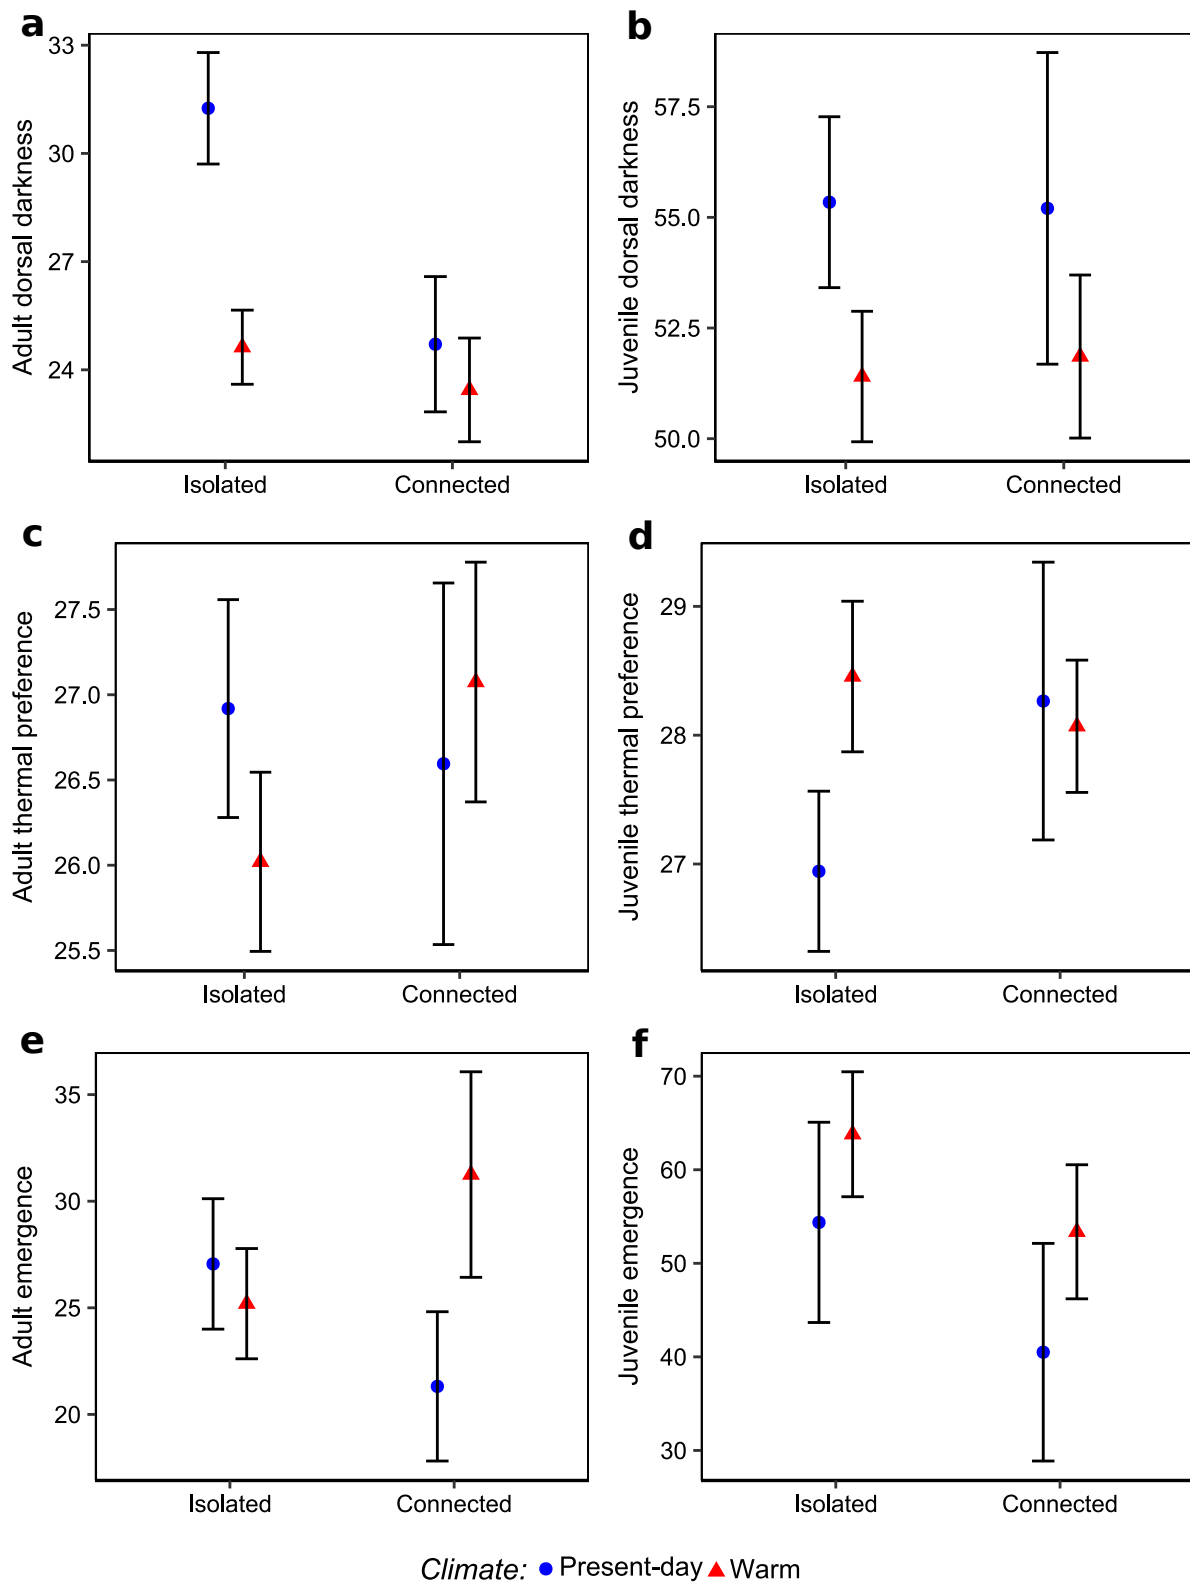 a
Adult dorsal darkness
33
30
27
24
Isolated Connected
b
Juvenile dorsal darkness
57.5
55.0
52.5
50.0
Isolated Connected
c
Adult thermal preference
27.5
27.0
26.5
26.0
25.5
Isolated Connected
d
Juvenile thermal preference
29
28
27
Isolated Connected
e
Adult emergence
35
30
25
20
Isolated Connected
f
Juvenile emergence
70
60
50
40
30
Isolated Connected
Climate: Present-day Warm